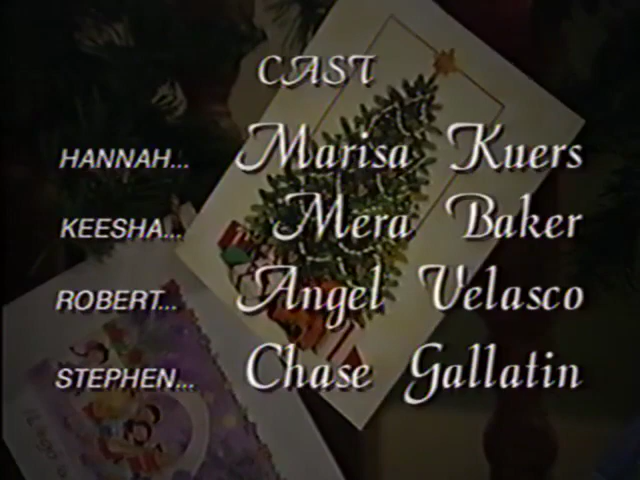 CAST
HANNAH... Marisa Kuers
KEESHA... Mera Baker
ROBERT... Angel Velasco
STEPHEN... Chase Gallatin